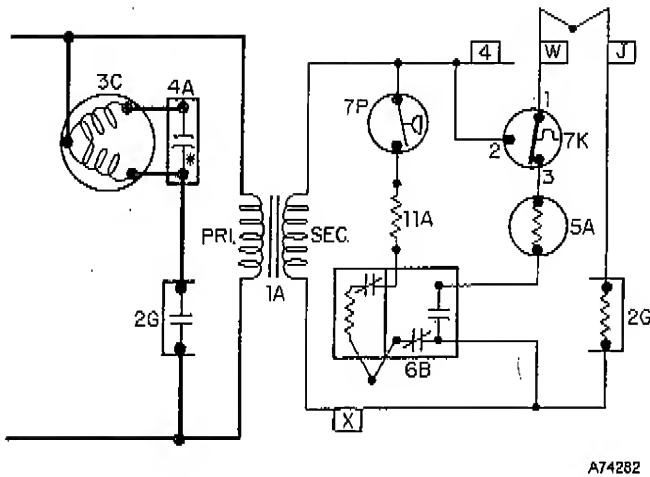 4 W J
3C 4A
7P
1
2 7K
*
3
11A 5A
PRI. SEC.
1A
2G 2G
6B
X
A74282